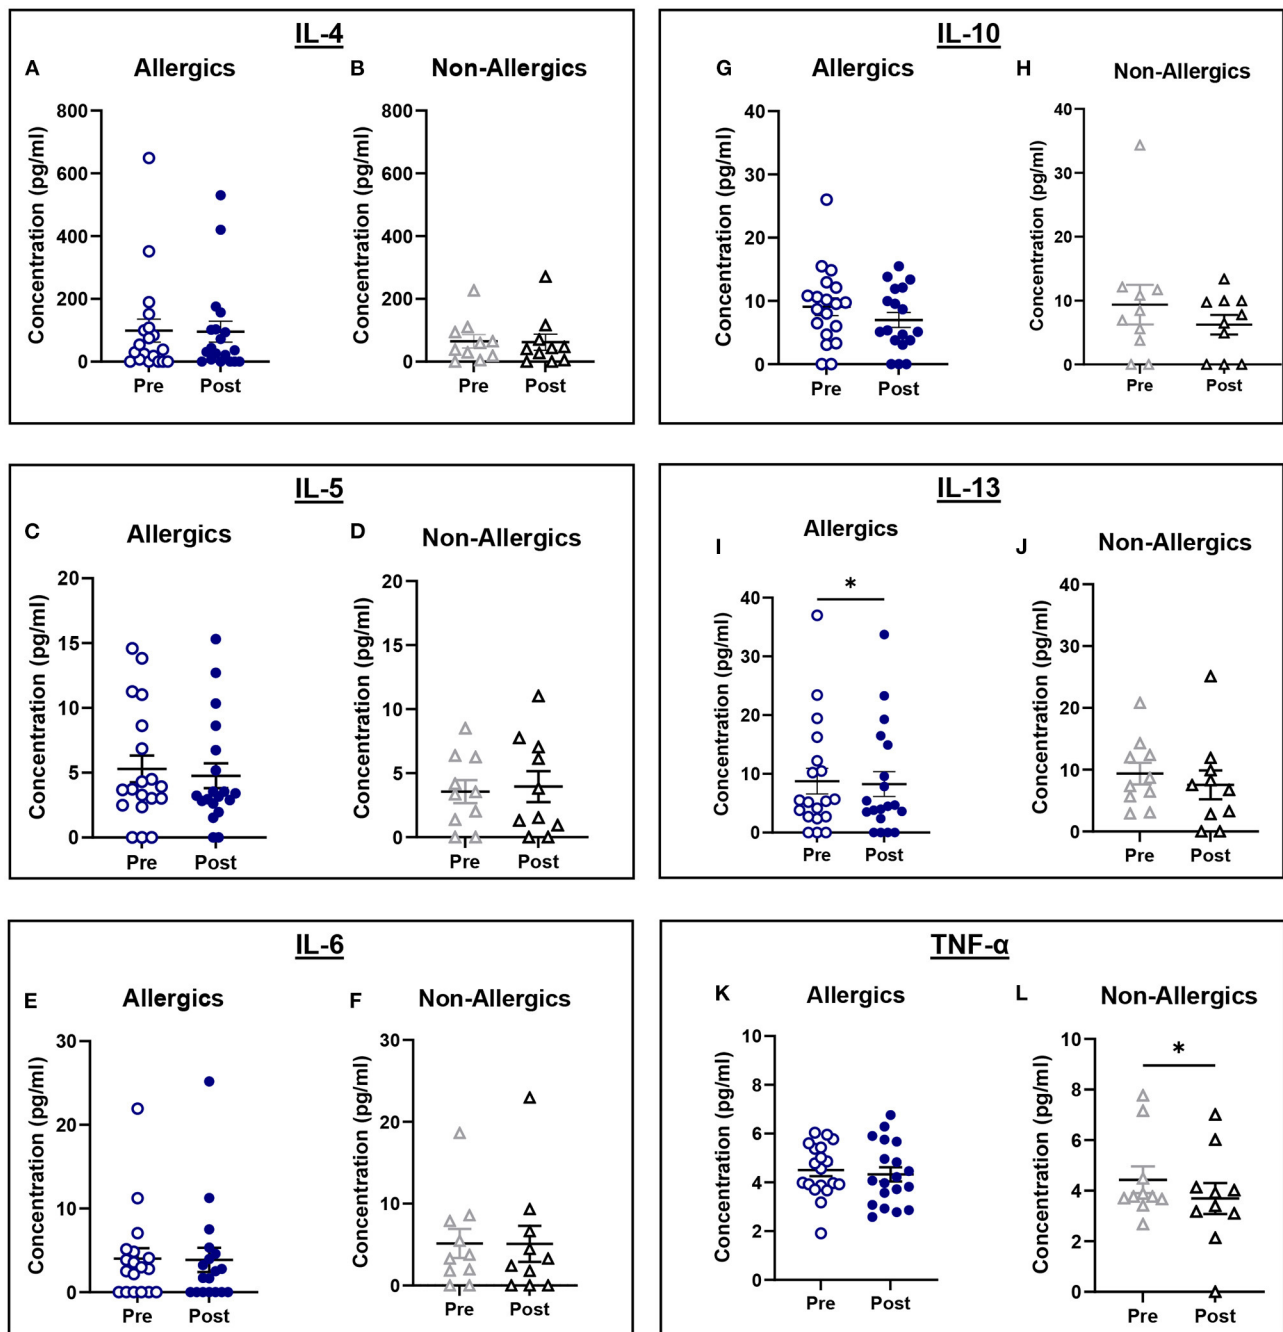 IL-4
A Allergics
B Non-Allergics
Concentration (pg/ml)
800
600
400
200
0
Pre Post
Concentration (pg/ml)
800
600
400
200
0
Pre Post
IL-10
G Allergics
H Non-Allergics
Concentration (pg/ml)
40
30
20
10
0
Pre Post
Concentration (pg/ml)
40
30
20
10
0
Pre Post
IL-5
C Allergics
D Non-Allergics
Concentration (pg/ml)
20
15
10
5
0
Pre Post
Concentration (pg/ml)
20
15
10
5
0
Pre Post
IL-13
I Allergics
J Non-Allergics
Concentration (pg/ml)
40
30
20
10
0
*
Pre Post
Concentration (pg/ml)
40
30
20
10
0
Pre Post
IL-6
E Allergics
F Non-Allergics
Concentration (pg/ml)
30
20
10
0
Pre Post
Concentration (pg/ml)
30
20
10
0
Pre Post
TNF-α
K Allergics
L Non-Allergics
Concentration (pg/ml)
10
8
6
4
2
0
Pre Post
Concentration (pg/ml)
10
8
6
4
2
0
*
Pre Post